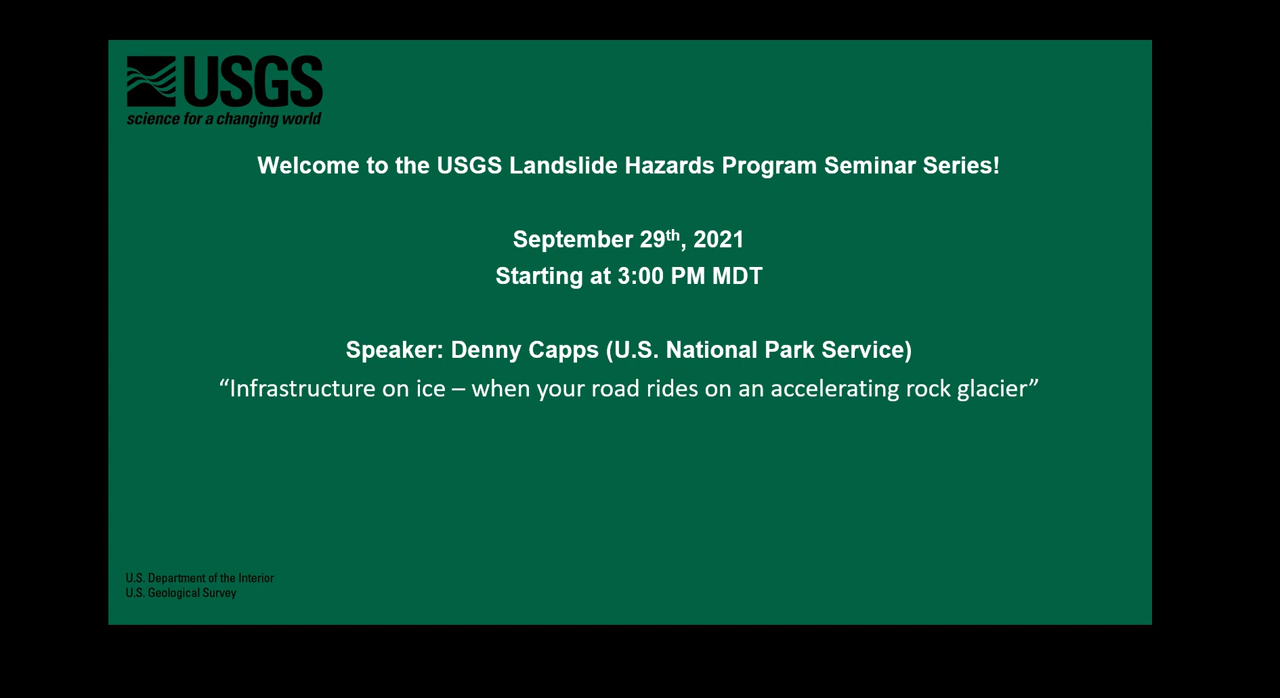 USGS
science for a changing world
Welcome to the USGS Landslide Hazards Program Seminar Series!
September 29th, 2021
Starting at 3:00 PM MDT
Speaker: Denny Capps (U.S. National Park Service)
“Infrastructure on ice – when your road rides on an accelerating rock glacier”
U.S. Department of the Interior
U.S. Geological Survey